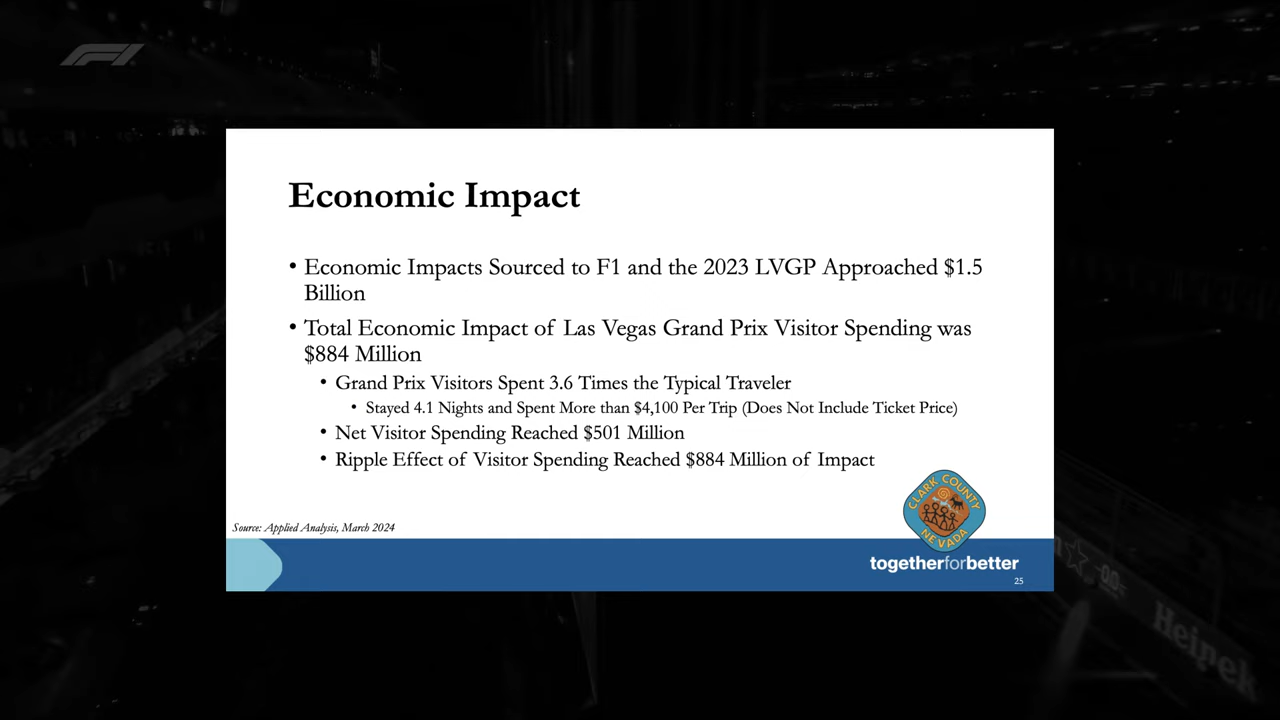 F1
Economic Impact
• Economic Impacts Sourced to F1 and the 2023 LVGP Approached $1.5
Billion
• Total Economic Impact of Las Vegas Grand Prix Visitor Spending was
$884 Million
• Grand Prix Visitors Spent 3.6 Times the Typical Traveler
• Stayed 4.1 Nights and Spent More than $4,100 Per Trip (Does Not Include Ticket Price)
• Net Visitor Spending Reached $501 Million
• Ripple Effect of Visitor Spending Reached $884 Million of Impact
CLARK COUNTY
NEVADA
Source: Applied Analysis, March 2024
togetherforbetter
25
Heinek